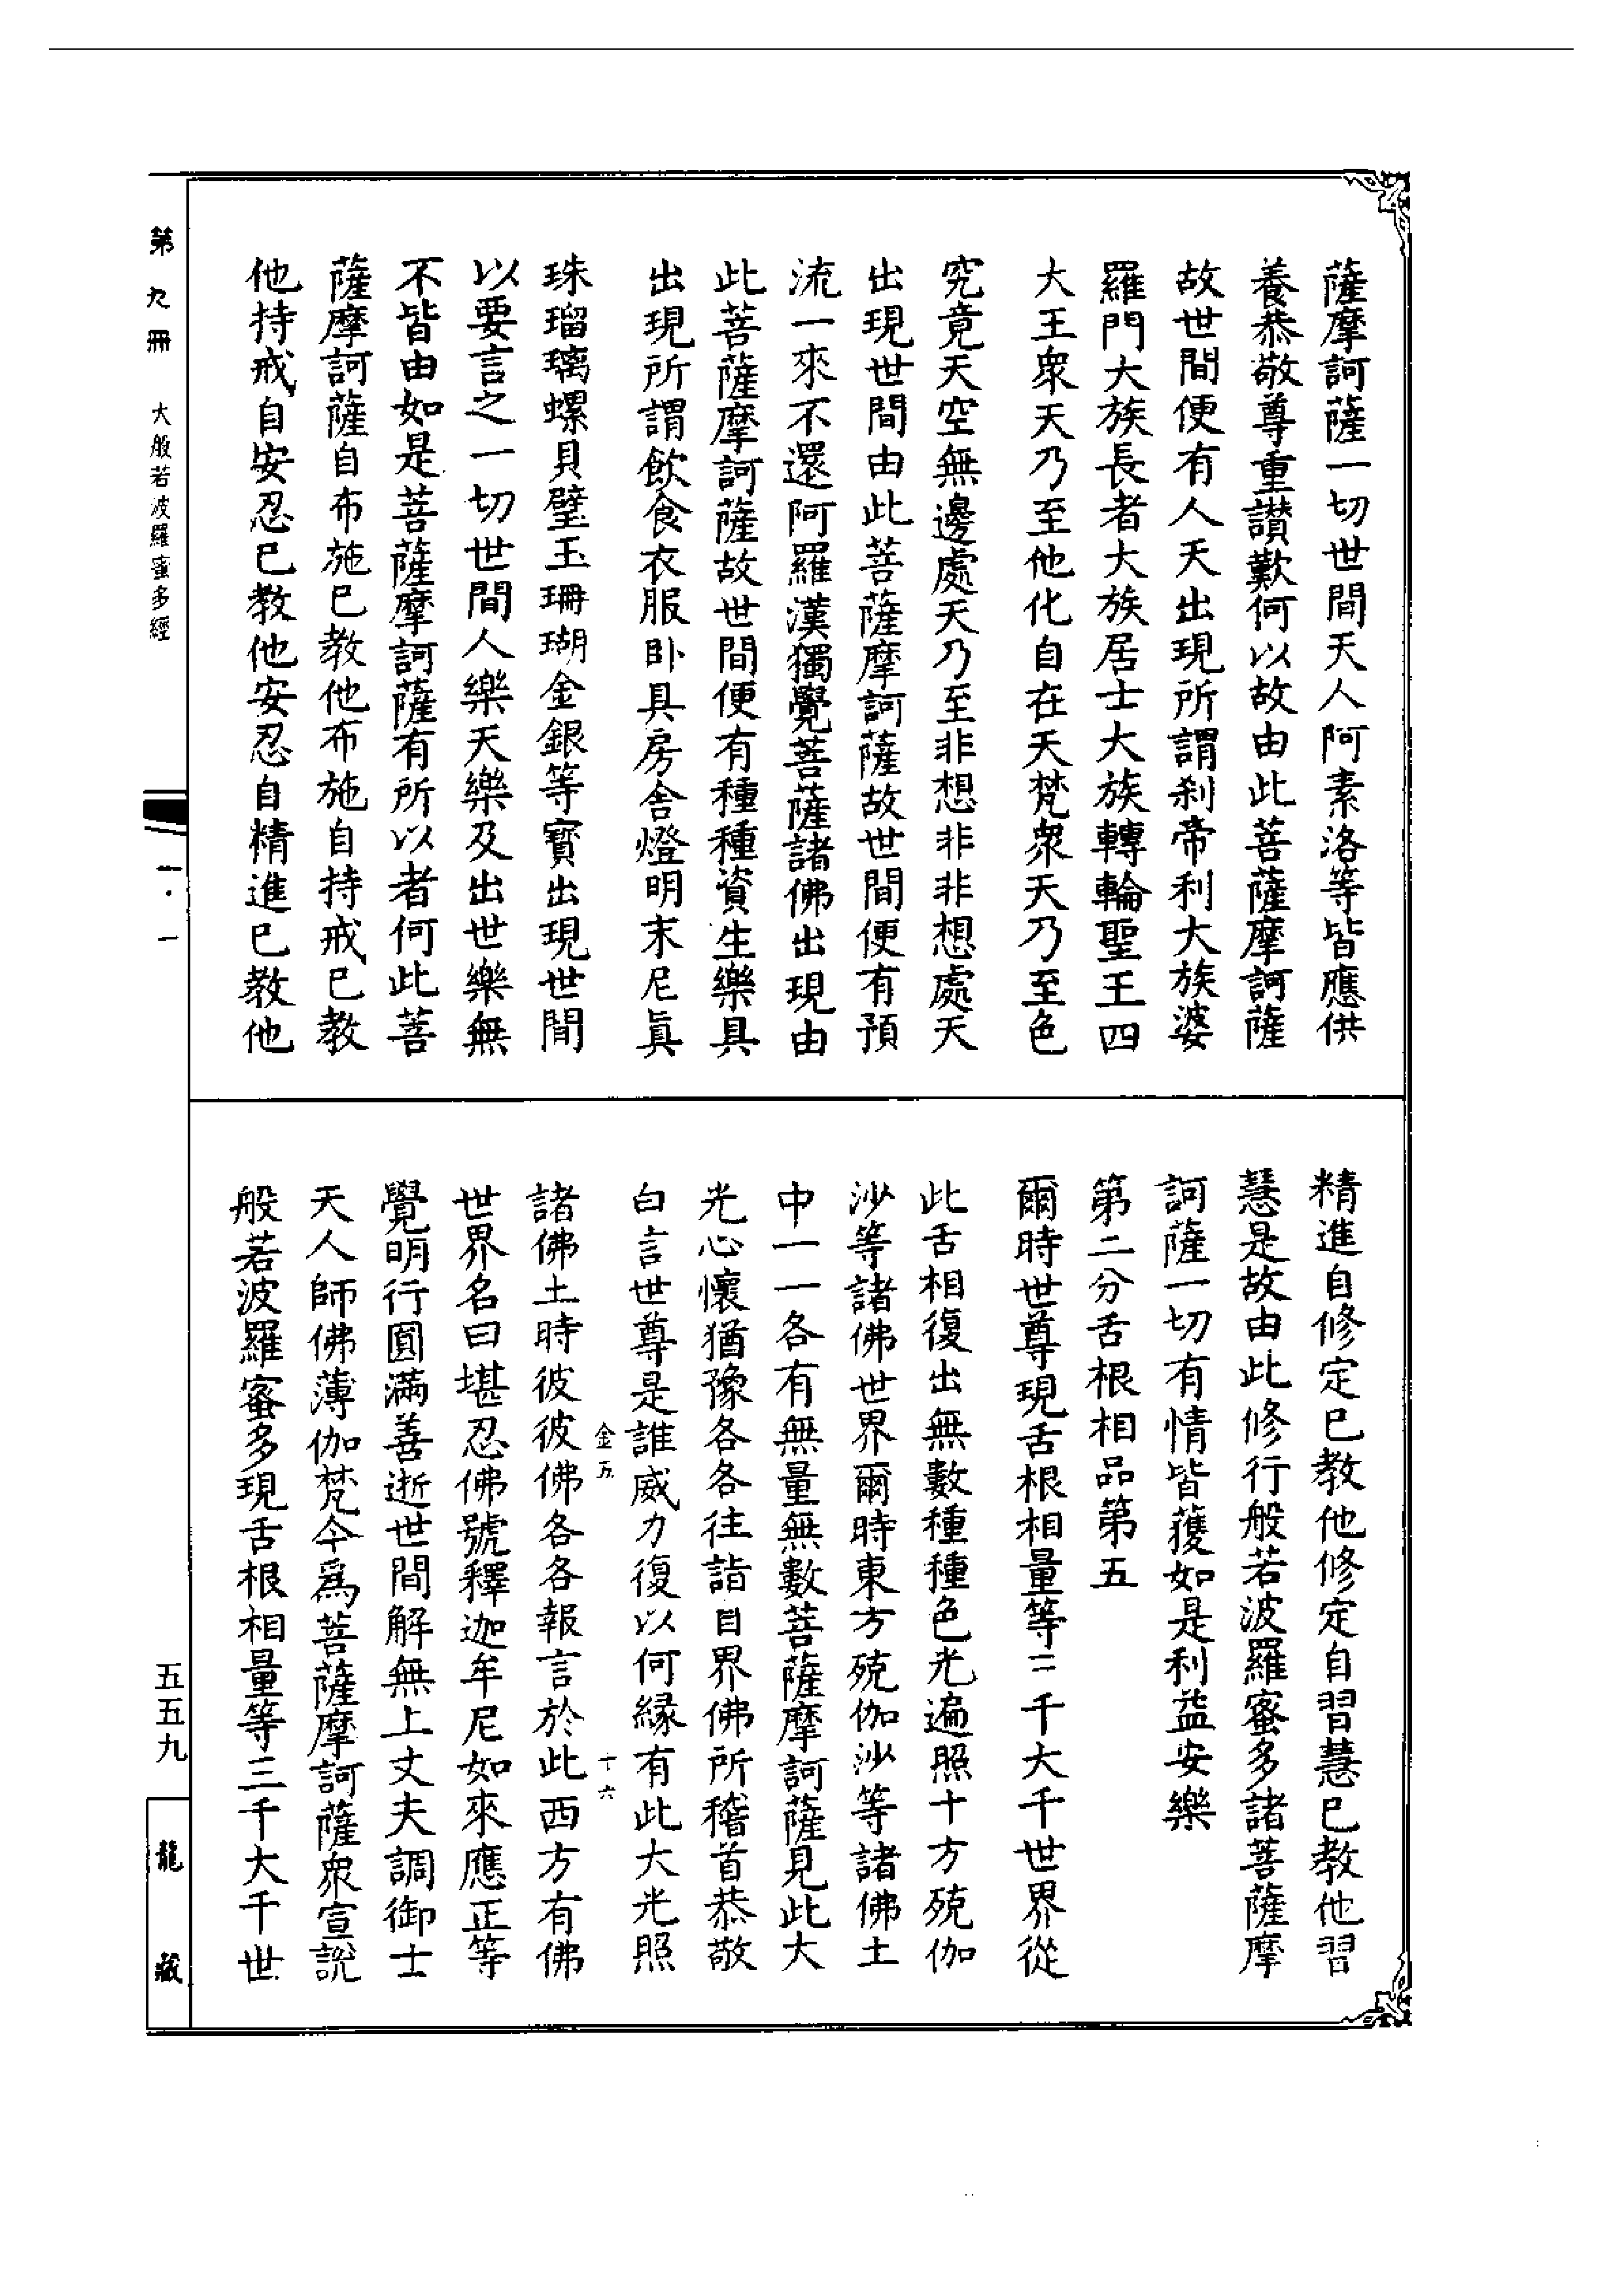 薩摩訶薩一切世間天人阿素洛等皆應供
養恭敬尊重讚歎何以故由此菩薩摩訶薩
故世間便有人天出現所謂刹帝利大族婆
羅門大族長者大族居士大族轉輪聖王四
大王衆天乃至他化自在天梵衆天乃至色
究竟天空無邊處天乃至非想非非想處天
出現世間由此菩薩摩訶薩故世間便有預
流一來不還阿羅漢獨覺菩薩諸佛出現由
此菩薩摩訶薩故世間便有種種資生樂具
出現所謂飲食衣服卧具房舍燈明末尼眞
珠瑠璃螺貝璧玉珊瑚金銀等寳出現世間
以要言之一切世間人樂天樂及出世樂無
不皆由如是菩薩摩訶薩有所以者何此菩
薩摩訶薩自布施已教他布施自持戒已教
他持戒自安忍已教他安忍自精進已教他
精進自修定已教他修定自習慧已教他習
慧是故由此修行般若波羅蜜多諸菩薩摩
訶薩一切有情皆獲如是利益安樂
第二分舌根相品第五
爾時世尊現舌根相量等三千大千世界從
此舌相復出無數種種色光遍照十方殑伽
沙等諸佛世界爾時東方殑伽沙等諸佛土
中一一各有無量無數菩薩摩訶薩見此大
光心懷猶豫各各往詣自界佛所稽首恭敬
白言世尊是誰威力復以何緣有此大光照
金五 十六
諸佛土時彼彼佛各各報言於此西方有佛
世界名曰堪忍佛號釋迦牟尼如來應正等
覺明行圓滿善逝世間解無上丈夫調御士
天人師佛薄伽梵今爲菩薩摩訶薩衆宣說
般若波羅蜜多現舌根相量等三千大千世
第九冊 大般若波羅蜜多經 一·一 五五九 龍藏